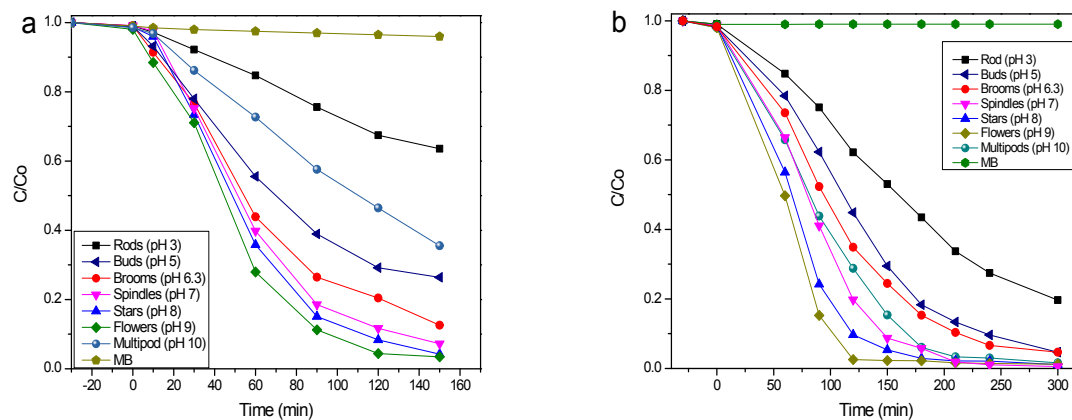 a
1.0
0.8
0.6
0.4
0.2
0.0
C/Co
Rods (pH 3)
Buds (pH 5)
Brooms (pH 6.3)
Spindles (pH 7)
Stars (pH 8)
Flowers (pH 9)
Multipod (pH 10)
MB
-20 0 20 40 60 80 100 120 140 160
Time (min)
b
1.0
0.8
0.6
0.4
0.2
0.0
C/Co
Rod (pH 3)
Buds (pH 5)
Brooms (pH 6.3)
Spindles (pH 7)
Stars (pH 8)
Flowers (pH 9)
Multipods (pH 10)
MB
0 50 100 150 200 250 300
Time (min)